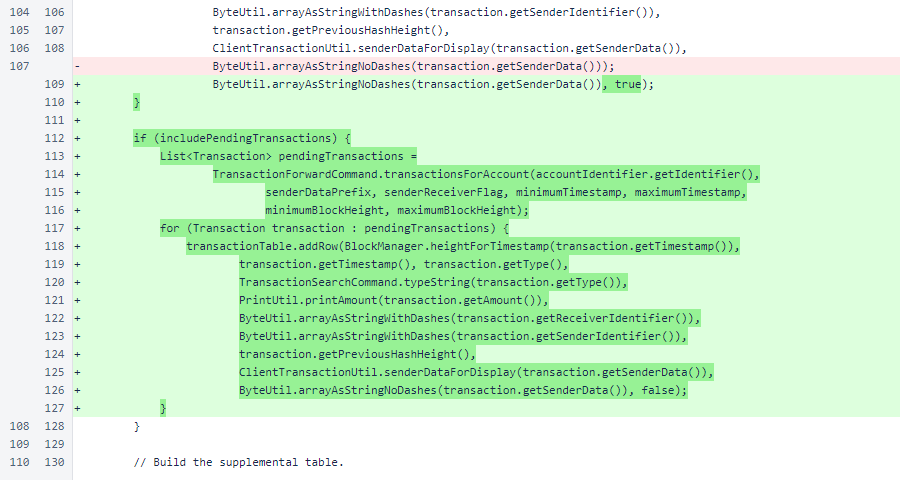 104 106 ByteUtil.arrayAsStringWithDashes(transaction.getSenderIdentifier()),
105 107 transaction.getPreviousHashHeight(),
106 108 ClientTransactionUtil.senderDataForDisplay(transaction.getSenderData()),
107 - ByteUtil.arrayAsStringNoDashes(transaction.getSenderData()));
109 + ByteUtil.arrayAsStringNoDashes(transaction.getSenderData()), true);
110 + }
111 +
112 + if (includePendingTransactions) {
113 + List<Transaction> pendingTransactions =
114 + TransactionForwardCommand.transactionsForAccount(accountIdentifier.getIdentifier(),
115 + senderDataPrefix, senderReceiverFlag, minimumTimestamp, maximumTimestamp,
116 + minimumBlockHeight, maximumBlockHeight);
117 + for (Transaction transaction : pendingTransactions) {
118 + transactionTable.addRow(BlockManager.heightForTimestamp(transaction.getTimestamp()),
119 + transaction.getTimestamp(), transaction.getType(),
120 + TransactionSearchCommand.typeString(transaction.getType()),
121 + PrintUtil.printAmount(transaction.getAmount()),
122 + ByteUtil.arrayAsStringWithDashes(transaction.getReceiverIdentifier()),
123 + ByteUtil.arrayAsStringWithDashes(transaction.getSenderIdentifier()),
124 + transaction.getPreviousHashHeight(),
125 + ClientTransactionUtil.senderDataForDisplay(transaction.getSenderData()),
126 + ByteUtil.arrayAsStringNoDashes(transaction.getSenderData()), false);
127 + }
108 128 }
109 129
110 130 // Build the supplemental table.